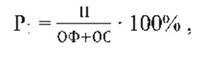 P; = П / ОФ+ОС · 100% ,